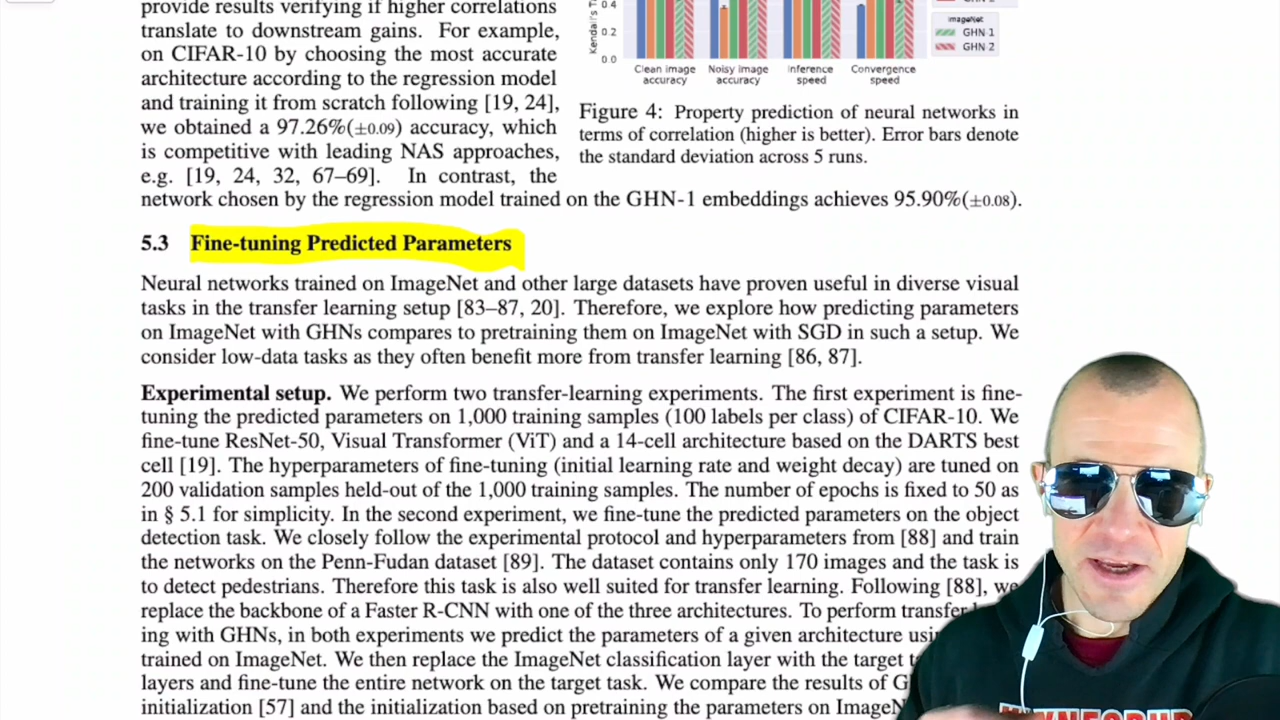 provide results verifying if higher correlations
translate to downstream gains. For example,
on CIFAR-10 by choosing the most accurate
architecture according to the regression model
and training it from scratch following [19, 24],
we obtained a 97.26%(±0.09) accuracy, which
is competitive with leading NAS approaches,
e.g. [19, 24, 32, 67–69]. In contrast, the
network chosen by the regression model trained on the GHN-1 embeddings achieves 95.90%(±0.08).
Kendall's
0.4
0.2
0.0
Clean image
accuracy
Noisy image
accuracy
Inference
speed
Convergence
speed
ImageNet
GHN-1
GHN-2
Figure 4: Property prediction of neural networks in
terms of correlation (higher is better). Error bars denote
the standard deviation across 5 runs.
5.3 Fine-tuning Predicted Parameters
Neural networks trained on ImageNet and other large datasets have proven useful in diverse visual
tasks in the transfer learning setup [83–87, 20]. Therefore, we explore how predicting parameters
on ImageNet with GHNs compares to pretraining them on ImageNet with SGD in such a setup. We
consider low-data tasks as they often benefit more from transfer learning [86, 87].
Experimental setup. We perform two transfer-learning experiments. The first experiment is fine-
tuning the predicted parameters on 1,000 training samples (100 labels per class) of CIFAR-10. We
fine-tune ResNet-50, Visual Transformer (ViT) and a 14-cell architecture based on the DARTS best
cell [19]. The hyperparameters of fine-tuning (initial learning rate and weight decay) are tuned on
200 validation samples held-out of the 1,000 training samples. The number of epochs is fixed to 50 as
in § 5.1 for simplicity. In the second experiment, we fine-tune the predicted parameters on the object
detection task. We closely follow the experimental protocol and hyperparameters from [88] and train
the networks on the Penn-Fudan dataset [89]. The dataset contains only 170 images and the task is
to detect pedestrians. Therefore this task is also well suited for transfer learning. Following [88], we
replace the backbone of a Faster R-CNN with one of the three architectures. To perform transfer
ing with GHNs, in both experiments we predict the parameters of a given architecture
trained on ImageNet. We then replace the ImageNet classification layer with the target
layers and fine-tune the entire network on the target task. We compare the results of
initialization [57] and the initialization based on pretraining the parameters on